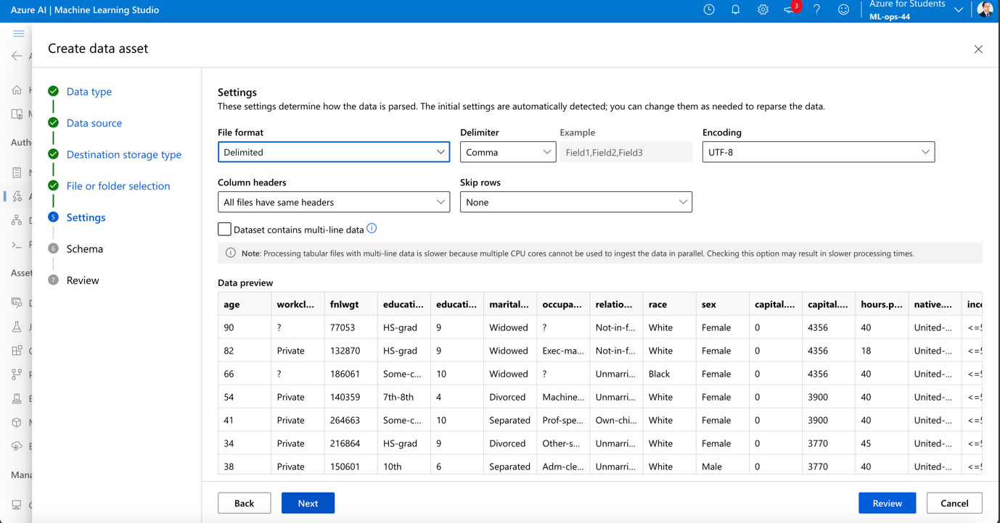 Azure AI | Machine Learning Studio
3
?
Azure for Students
ML-ops-44
Create data asset
Data type
Data source
Destination storage type
File or folder selection
5 Settings
6 Schema
7 Review
Auth
Asset
Mana
Settings
These settings determine how the data is parsed. The initial settings are automatically detected; you can change them as needed to reparse the data.
File format Delimiter Example Encoding
Delimited Comma Field1,Field2,Field3 UTF-8
Column headers Skip rows
All files have same headers None
Dataset contains multi-line data
Note: Processing tabular files with multi-line data is slower because multiple CPU cores cannot be used to ingest the data in parallel. Checking this option may result in slower processing times.
Data preview
age workcl... fnlwgt educati... educati... marital... occupa... relatio... race sex capital.... capital.... hours.p... native.... inc
90 ? 77053 HS-grad 9 Widowed ? Not-in-f... White Female 0 4356 40 United-... <=
82 Private 132870 HS-grad 9 Widowed Exec-ma... Not-in-f... White Female 0 4356 18 United-... <=
66 ? 186061 Some-c... 10 Widowed ? Unmarri... Black Female 0 4356 40 United-... <=
54 Private 140359 7th-8th 4 Divorced Machine... Unmarri... White Female 0 3900 40 United-... <=
41 Private 264663 Some-c... 10 Separated Prof-spe... Own-chi... White Female 0 3900 40 United-... <=
34 Private 216864 HS-grad 9 Divorced Other-s... Unmarri... White Female 0 3770 45 United-... <=
38 Private 150601 10th 6 Separated Adm-cle... Unmarri... White Male 0 3770 40 United-... <=
Back Next Review Cancel